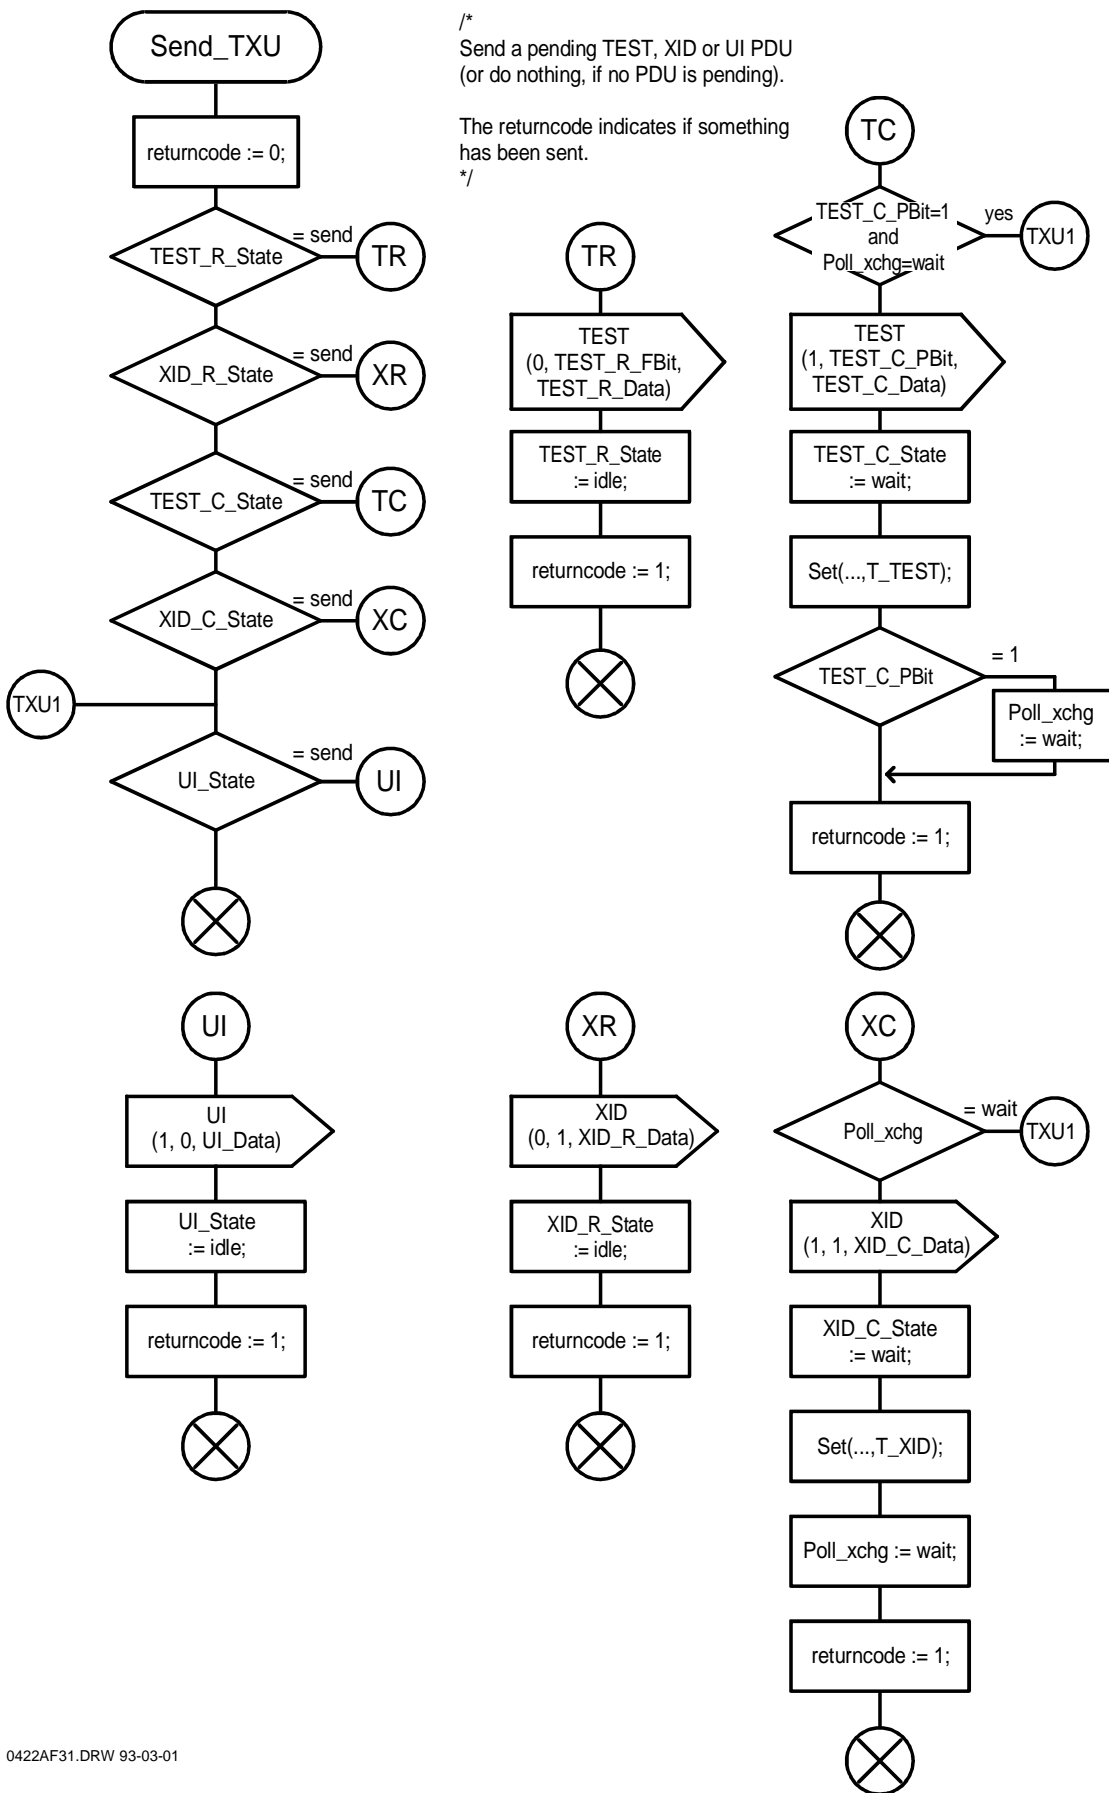 Send_TXU
/*
Send a pending TEST, XID or UI PDU
(or do nothing, if no PDU is pending).
The returncode indicates if something
has been sent.
*/
returncode := 0;
TEST_R_State
= send
TR
XID_R_State
= send
XR
TEST_C_State
= send
TC
XID_C_State
= send
XC
TXU1
UI_State
= send
UI
TR
TEST
(0, TEST_R_FBit,
TEST_R_Data)
TEST_R_State
:= idle;
returncode := 1;
TC
TEST_C_PBit=1
and
Poll_xchg=wait
yes
TXU1
TEST
(1, TEST_C_PBit,
TEST_C_Data)
TEST_C_State
:= wait;
Set(...,T_TEST);
TEST_C_PBit
= 1
Poll_xchg
:= wait;
returncode := 1;
UI
UI
(1, 0, UI_Data)
UI_State
:= idle;
returncode := 1;
XR
XID
(0, 1, XID_R_Data)
XID_R_State
:= idle;
returncode := 1;
XC
Poll_xchg
= wait
TXU1
XID
(1, 1, XID_C_Data)
XID_C_State
:= wait;
Set(...,T_XID);
Poll_xchg := wait;
returncode := 1;
0422AF31.DRW 93-03-01